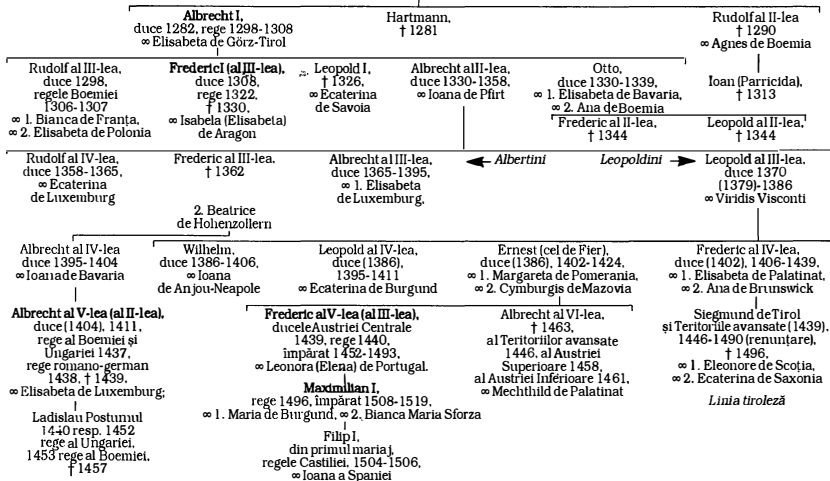 Albrecht I,
duce 1282, rege 1298-1308
∞ Elisabeta de Görz-Tirol
Hartmann,
† 1281
Rudolf al II-lea
† 1290
∞ Agnes de Boemia
Rudolf al III-lea,
duce 1298,
regele Boemiei
1306-1307
∞ 1. Bianca de Franța,
∞ 2. Elisabeta de Polonia
Frederic I (al III-lea),
duce 1308,
rege 1322,
† 1330,
∞ Isabela (Elisabeta)
de Aragon
Leopold I,
† 1326,
∞ Ecaterina
de Savoia
Albrecht al II-lea
duce 1330-1358,
∞ Ioana de Pfirt
Otto,
duce 1330-1339,
∞ 1. Elisabeta de Bavaria,
∞ 2. Ana de Boemia
Ioan (Parricida),
† 1313
Frederic al II-lea,
† 1344
Leopold al II-lea,
† 1344
Rudolf al IV-lea,
duce 1358-1365,
∞ Ecaterina
de Luxemburg
Frederic al III-lea,
† 1362
Albrecht al III-lea,
duce 1365-1395,
∞ 1. Elisabeta
de Luxemburg,
Albertini
Leopoldini
Leopold al III-lea,
duce 1370
(1379)-1386
∞ Viridis Visconti
2. Beatrice
de Hohenzollern
Albrecht al IV-lea
duce 1395-1404
∞ Ioana de Bavaria
Wilhelm,
duce 1386-1406,
∞ Ioana
de Anjou-Neapole
Leopold al IV-lea,
duce (1386),
1395-1411
∞ Ecaterina de Burgund
Ernest (cel de Fier),
duce (1386), 1402-1424,
∞ 1. Margareta de Pomerania,
∞ 2. Cymburgis de Mazovia
Frederic al IV-lea,
duce (1402), 1406-1439,
∞ 1. Elisabeta de Palatinat,
∞ 2. Ana de Brunswick
Albrecht al V-lea (al II-lea),
duce (1404), 1411,
rege al Boemiei și
Ungariei 1437,
rege romano-german
1438, † 1439,
∞ Elisabeta de Luxemburg;
Frederic al V-lea (al III-lea),
ducele Austriei Centrale
1439, rege 1440,
împărat 1452-1493,
∞ Leonora (Elena) de Portugal.
Albrecht al VI-lea,
† 1463,
al Teritoriilor avansate
1446, al Austriei
Superioare 1458,
al Austriei Inferioare 1461,
∞ Mechthild de Palatinat
Siegmund de Tirol
și Teritoriile avansate (1439),
1446-1490 (renunțare),
† 1496,
∞ 1. Eleonore de Scoția,
∞ 2. Ecaterina de Saxonia
Linia tiroleză
Maximilian I,
rege 1496, împărat 1508-1519,
∞ 1. Maria de Burgund, ∞ 2. Bianca Maria Sforza
Ladislau Postumul
1440 resp. 1452
rege al Ungariei,
1453 rege al Boemiei,
† 1457
Filip I,
din primul mariaj,
regele Castiliei, 1504-1506,
∞ Ioana a Spaniei